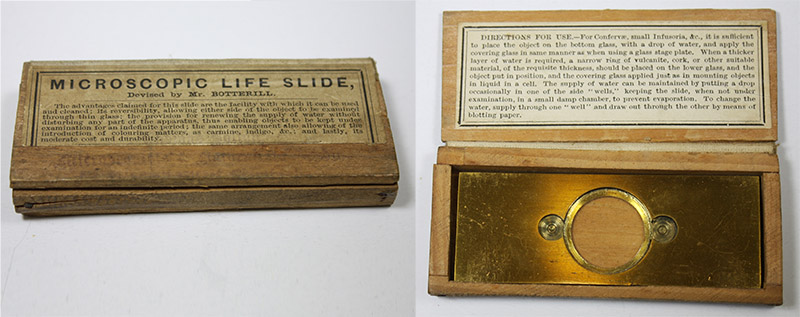 MICROSCOPIC LIFE SLIDE,
Devised by Mr. BOTTERILL.
The advantages claimed for this slide are the facility with which it can be used
and cleaned; its reversibility, allowing either side of the object to be examined
through thin glass; the provision for renewing the supply of water without
disturbing any part of the apparatus, thus enabling objects to be kept under
examination for an indefinite period; the same arrangement also allowing of the
introduction of colouring matters, as carmine, indigo, &c., and lastly, its
moderate cost and durability.
DIRECTIONS FOR USE.—For Confervæ, small Infusoria, &c., it is sufficient
to place the object on the bottom glass, with a drop of water, and apply the
covering glass in same manner as when using a glass stage plate. When a thicker
layer of water is required, a narrow ring of vulcanite, cork, or other suitable
material, of the requisite thickness, should be placed on the lower glass, and the
object put in position, and the covering glass applied just as in mounting objects
in liquid in a cell. The supply of water can be maintained by putting a drop
occasionally in one of the side "wells," keeping the slide, when not under
examination, in a small damp chamber, to prevent evaporation. To change the
water, supply through one "well" and draw out through the other by means of
blotting paper.